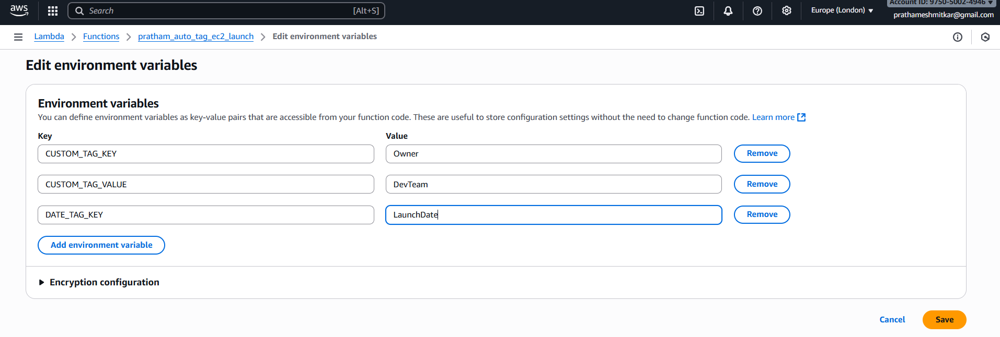 aws
Search [Alt+S] Europe (London) Account ID: 9750-5002-4946
prathameshmitkar@gmail.com
Lambda Functions pratham_auto_tag_ec2_launch Edit environment variables
Edit environment variables
Environment variables
You can define environment variables as key-value pairs that are accessible from your function code. These are useful to store configuration settings without the need to change function code. Learn more
Key Value
CUSTOM_TAG_KEY Owner Remove
CUSTOM_TAG_VALUE DevTeam Remove
DATE_TAG_KEY LaunchDate Remove
Add environment variable
Encryption configuration
Cancel Save